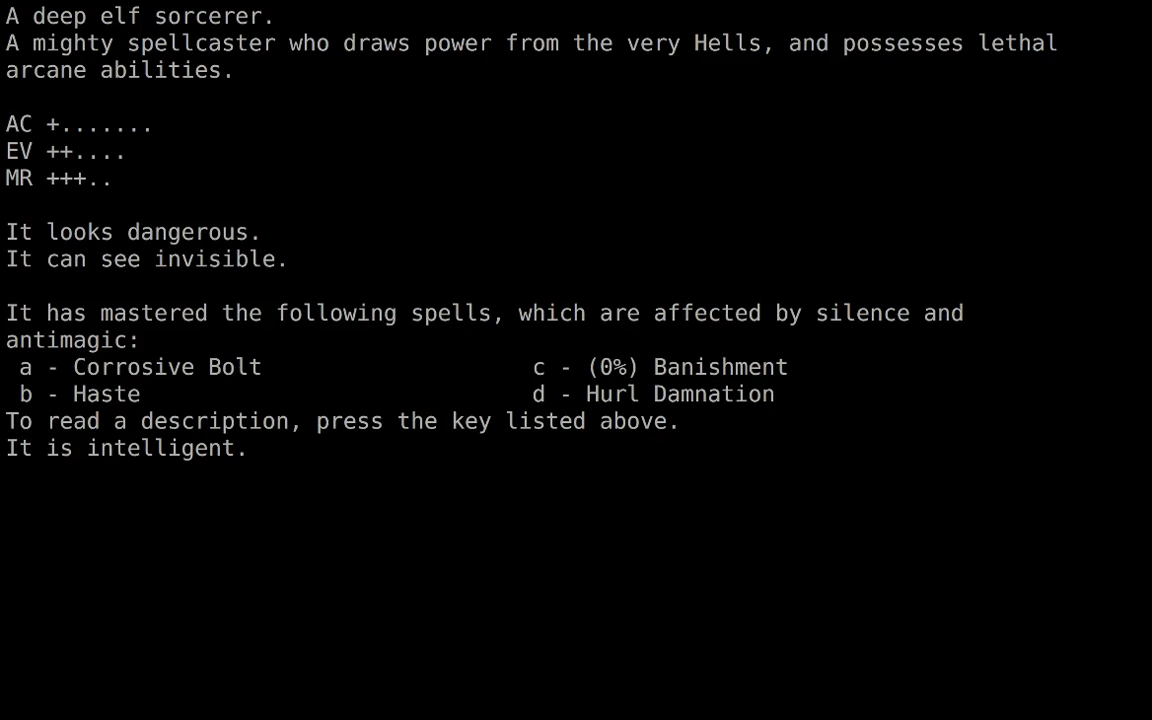 A deep elf sorcerer.
A mighty spellcaster who draws power from the very Hells, and possesses lethal
arcane abilities.
AC +.......
EV ++....
MR +++..
It looks dangerous.
It can see invisible.
It has mastered the following spells, which are affected by silence and
antimagic:
a - Corrosive Bolt c - (0%) Banishment
b - Haste d - Hurl Damnation
To read a description, press the key listed above.
It is intelligent.